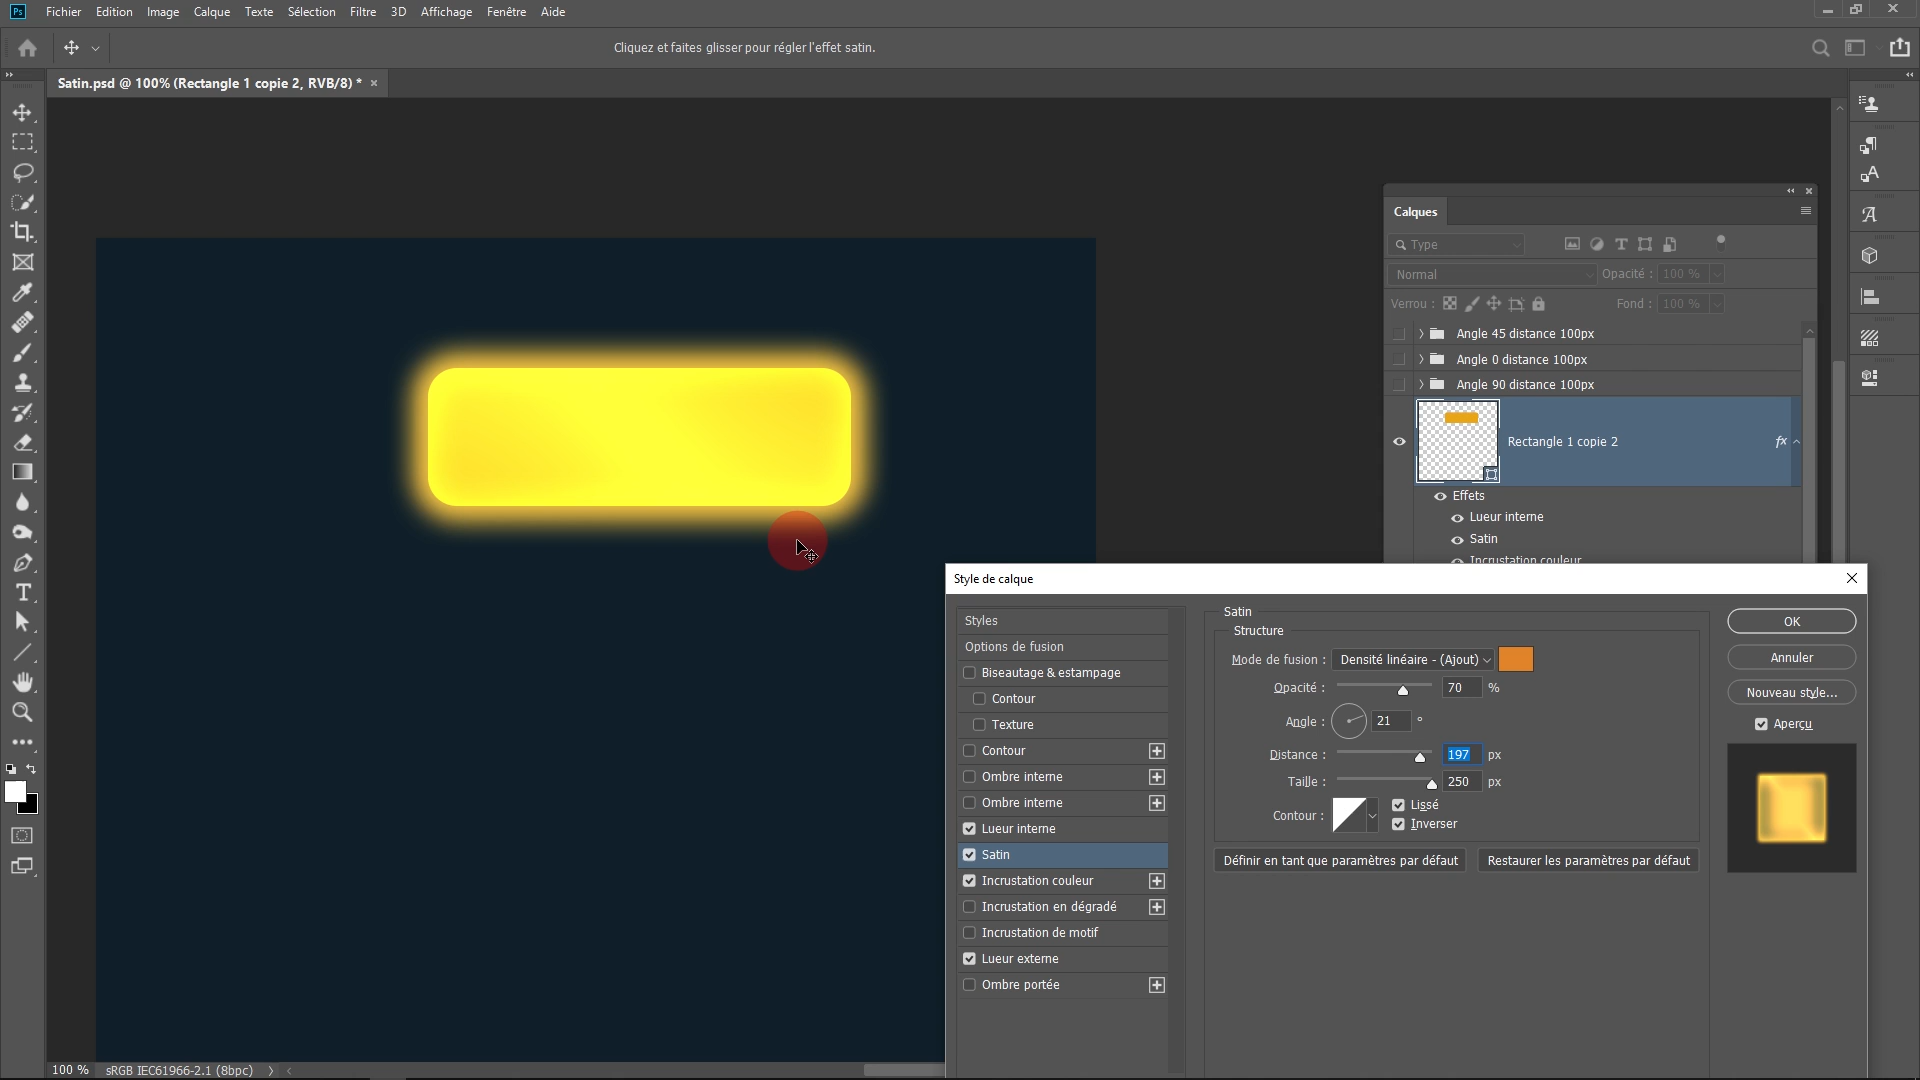 Ps Fichier Edition Image Calque Texte Sélection Filtre 3D Affichage Fenêtre Aide
Cliquez et faites glisser pour régler l'effet satin.
Satin.psd @ 100% (Rectangle 1 copie 2, RVB/8) *
Calques
Type
Normal Opacité : 100 %
Verrou : Fond : 100 %
Angle 45 distance 100px
Angle 0 distance 100px
Angle 90 distance 100px
Rectangle 1 copie 2 fx
Effets
Lueur interne
Satin
Incrustation couleur
Style de calque
Styles
Options de fusion
Biseautage & estampage
Contour
Texture
Contour
Ombre interne
Ombre interne
Lueur interne
Satin
Incrustation couleur
Incrustation en dégradé
Incrustation de motif
Lueur externe
Ombre portée
Satin
Structure
Mode de fusion : Densité linéaire - (Ajout)
Opacité : 70 %
Angle : 21 °
Distance : 197 px
Taille : 250 px
Contour : Lissé
Inverser
Définir en tant que paramètres par défaut Restaurer les paramètres par défaut
OK
Annuler
Nouveau style...
Aperçu
100 % sRGB IEC61966-2.1 (8bpc)